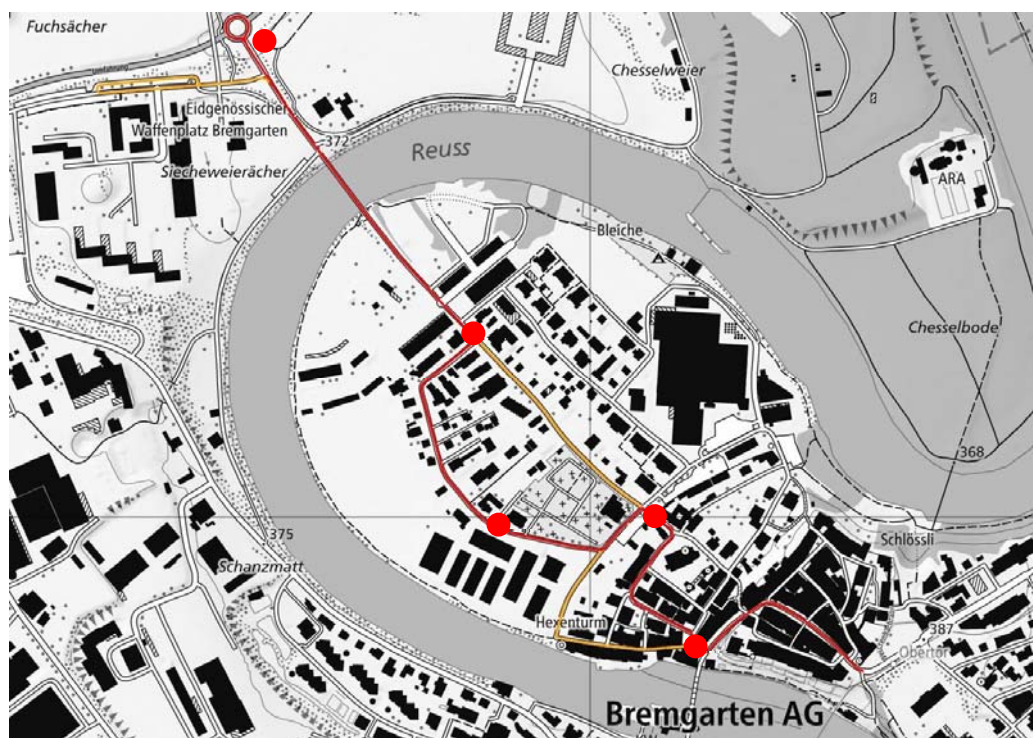 Fuchsächer
Chesselweier
Eidgenössischer
Waffenplatz Bremgarten
372
Reuss
Siecheweierächer
ARA
Bleiche
Chesselbode
368
375
Schlössli
Schanzmatt
Hexenturm
387
Obertor
Bremgarten AG